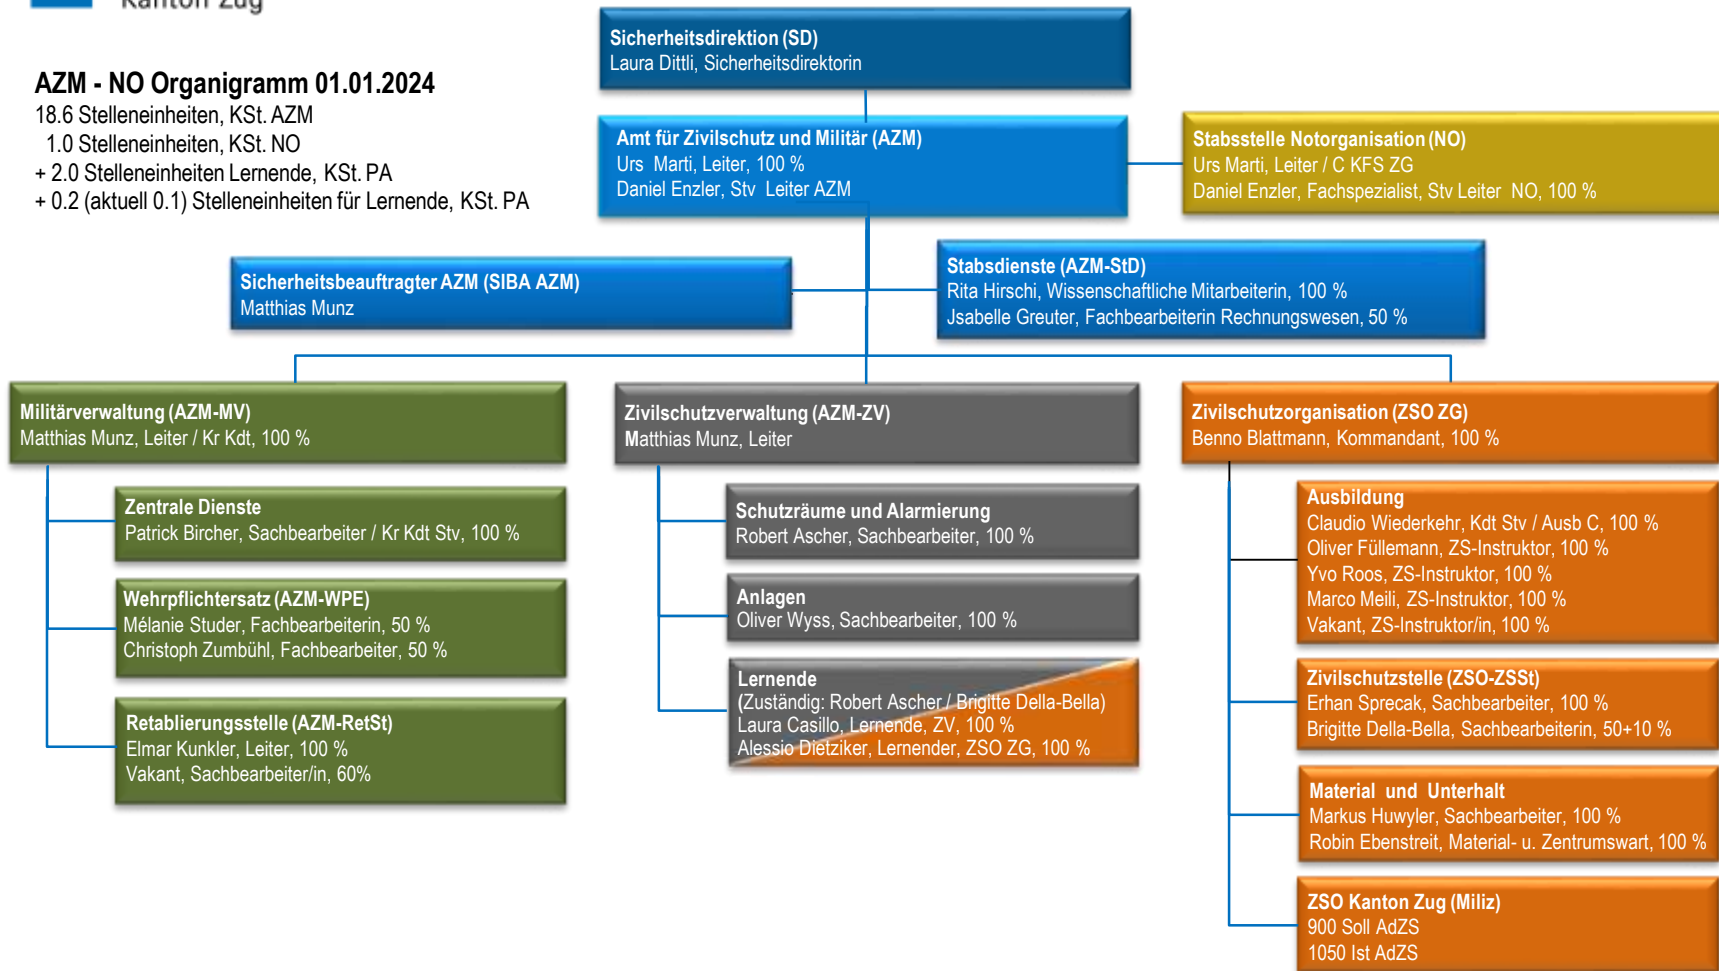 Kanton Zug
AZM - NO Organigramm 01.01.2024
18.6 Stelleneinheiten, KSt. AZM
1.0 Stelleneinheiten, KSt. NO
+ 2.0 Stelleneinheiten Lernende, KSt. PA
+ 0.2 (aktuell 0.1) Stelleneinheiten für Lernende, KSt. PA
Sicherheitsdirektion (SD)
Laura Dittli, Sicherheitsdirektorin
Amt für Zivilschutz und Militär (AZM)
Urs Marti, Leiter, 100 %
Daniel Enzler, Stv Leiter AZM
Stabsstelle Notorganisation (NO)
Urs Marti, Leiter / C KFS ZG
Daniel Enzler, Fachspezialist, Stv Leiter NO, 100 %
Sicherheitsbeauftragter AZM (SIBA AZM)
Matthias Munz
Stabsdienste (AZM-StD)
Rita Hirschi, Wissenschaftliche Mitarbeiterin, 100 %
Jsabelle Greuter, Fachbearbeiterin Rechnungswesen, 50 %
Militärverwaltung (AZM-MV)
Matthias Munz, Leiter / Kr Kdt, 100 %
Zentrale Dienste
Patrick Bircher, Sachbearbeiter / Kr Kdt Stv, 100 %
Wehrpflichtersatz (AZM-WPE)
Mélanie Studer, Fachbearbeiterin, 50 %
Christoph Zumbühl, Fachbearbeiter, 50 %
Retablierungsstelle (AZM-RetSt)
Elmar Kunkler, Leiter, 100 %
Vakant, Sachbearbeiter/in, 60%
Zivilschutzverwaltung (AZM-ZV)
Matthias Munz, Leiter
Schutzräume und Alarmierung
Robert Ascher, Sachbearbeiter, 100 %
Anlagen
Oliver Wyss, Sachbearbeiter, 100 %
Lernende
(Zuständig: Robert Ascher / Brigitte Della-Bella)
Laura Casillo, Lernende, ZV, 100 %
Alessio Dietziker, Lernender, ZSO ZG, 100 %
Zivilschutzorganisation (ZSO ZG)
Benno Blattmann, Kommandant, 100 %
Ausbildung
Claudio Wiederkehr, Kdt Stv / Ausb C, 100 %
Oliver Füllemann, ZS-Instruktor, 100 %
Yvo Roos, ZS-Instruktor, 100 %
Marco Meili, ZS-Instruktor, 100 %
Vakant, ZS-Instruktor/in, 100 %
Zivilschutzstelle (ZSO-ZSSt)
Erhan Sprecak, Sachbearbeiter, 100 %
Brigitte Della-Bella, Sachbearbeiterin, 50+10 %
Material und Unterhalt
Markus Huwyler, Sachbearbeiter, 100 %
Robin Ebenstreit, Material- u. Zentrumswart, 100 %
ZSO Kanton Zug (Miliz)
900 Soll AdZS
1050 Ist AdZS